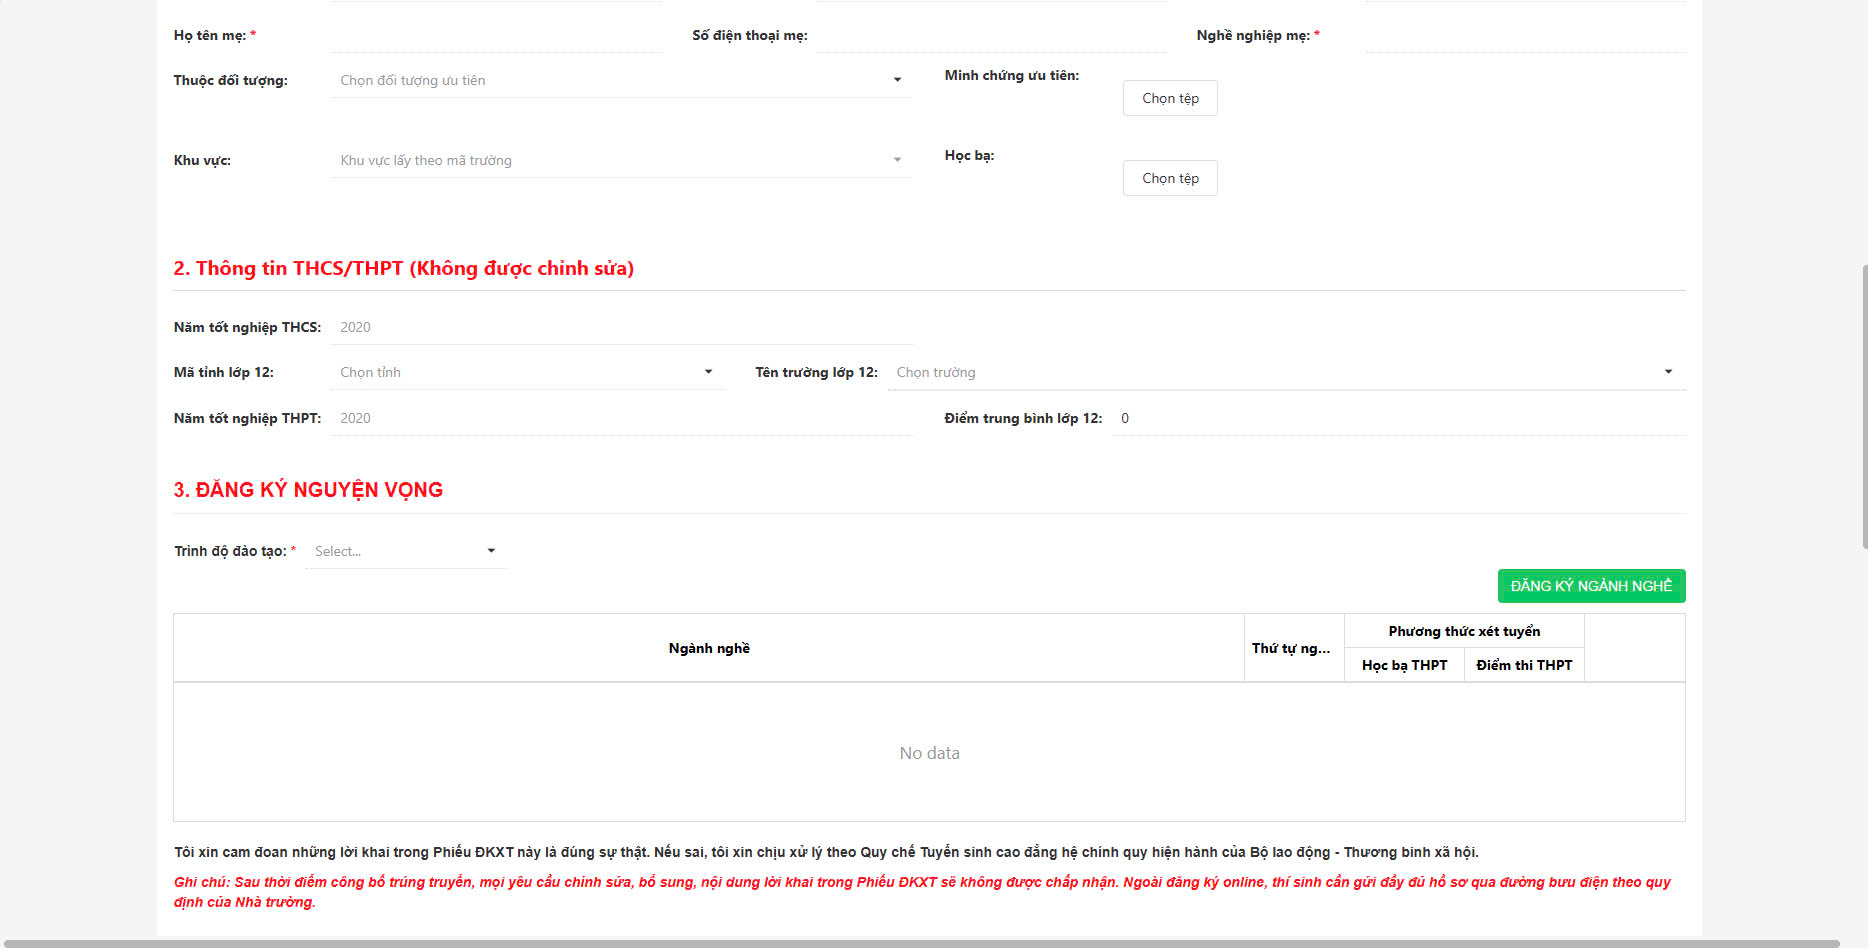 Họ tên mẹ: * Số điện thoại mẹ: Nghề nghiệp mẹ: *
Thuộc đối tượng: Chọn đối tượng ưu tiên Minh chứng ưu tiên:
Chọn tệp
Khu vực: Khu vực lấy theo mã trường Học bạ:
Chọn tệp
2. Thông tin THCS/THPT (Không được chỉnh sửa)
Năm tốt nghiệp THCS: 2020
Mã tỉnh lớp 12: Chọn tỉnh Tên trường lớp 12: Chọn trường
Năm tốt nghiệp THPT: 2020 Điểm trung bình lớp 12: 0
3. ĐĂNG KÝ NGUYỆN VỌNG
Trình độ đào tạo: * Select...
ĐĂNG KÝ NGÀNH NGHỀ
Ngành nghề Thứ tự ng... Phương thức xét tuyển
Học bạ THPT Điểm thi THPT
No data
Tôi xin cam đoan những lời khai trong Phiếu ĐKXT này là đúng sự thật. Nếu sai, tôi xin chịu xử lý theo Quy chế Tuyển sinh cao đẳng hệ chính quy hiện hành của Bộ lao động - Thương binh xã hội.
Ghi chú: Sau thời điểm công bố trúng truyển, mọi yêu cầu chỉnh sửa, bổ sung, nội dung lời khai trong Phiếu ĐKXT sẽ không được chấp nhận. Ngoài đăng ký online, thí sinh cần gửi đầy đủ hồ sơ qua đường bưu điện theo quy
định của Nhà trường.